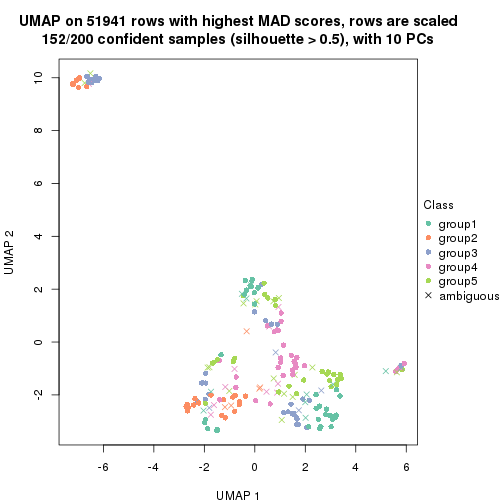 UMAP on 51941 rows with highest MAD scores, rows are scaled
152/200 confident samples (silhouette > 0.5), with 10 PCs
10
8
6
4
2
0
-2
UMAP 2
-6
-4
-2
0
2
4
6
UMAP 1
Class
group1
group2
group3
group4
group5
ambiguous